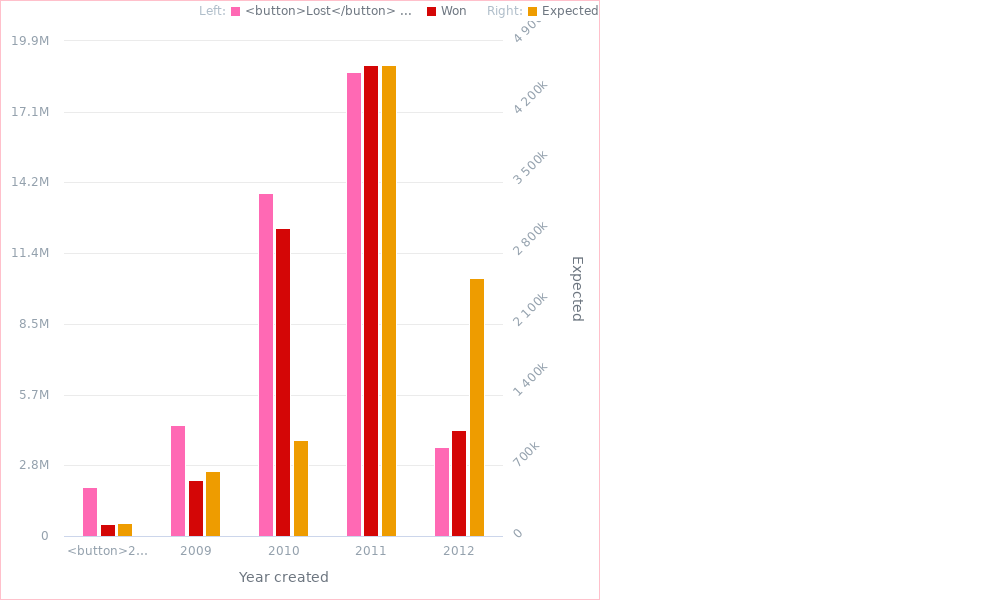 Left: <button>Lost</button> ... Won Right: Expected
19.9M
17.1M
14.2M
11.4M
8.5M
5.7M
2.8M
0
4 200k
3 500k
2 800k
2 100k
1 400k
700k
0
Expected
<button>2... 2009 2010 2011 2012
Year created